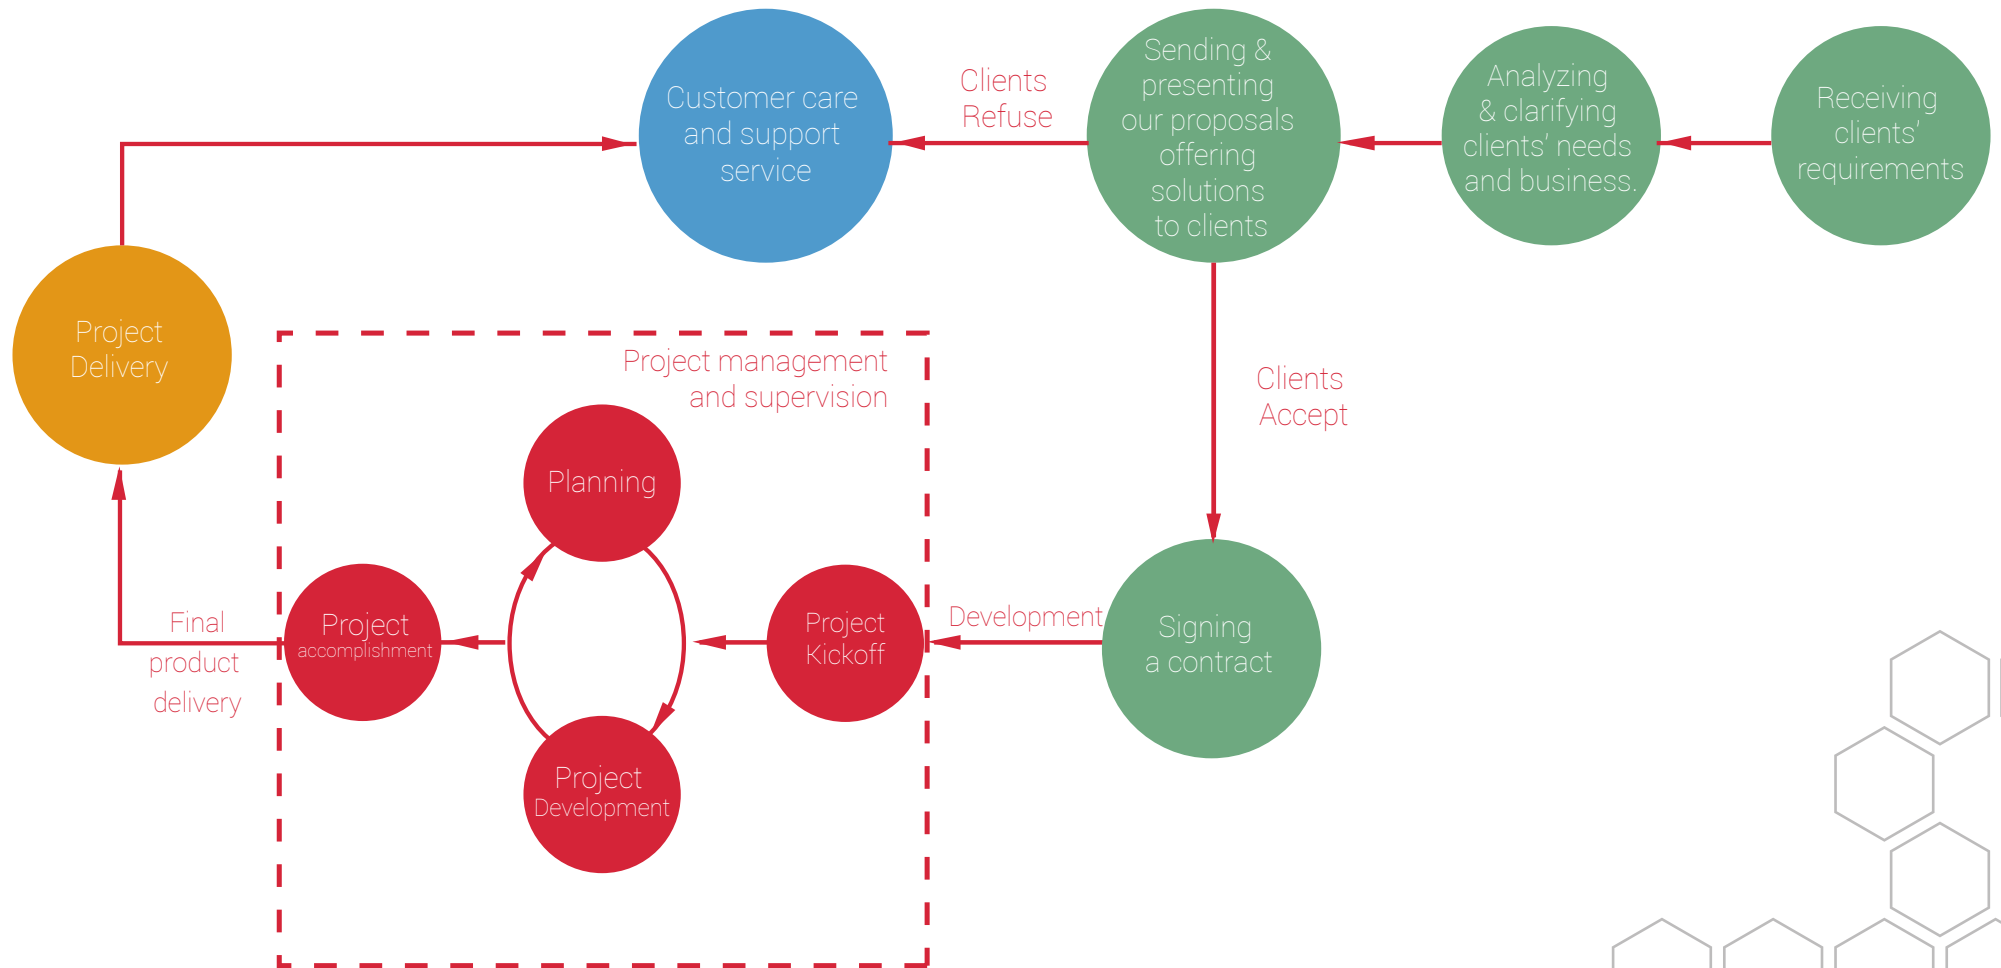 Customer care
and support
service
Clients
Refuse
Sending &
presenting
our proposals
offering
solutions
to clients
Analyzing
& clarifying
clients' needs
and business.
Receiving
clients'
requirements
Project
Delivery
Project management
and supervision
Clients
Accept
Planning
Final
product
delivery
Project
accomplishment
Project
Kickoff
Development
Signing
a contract
Project
Development